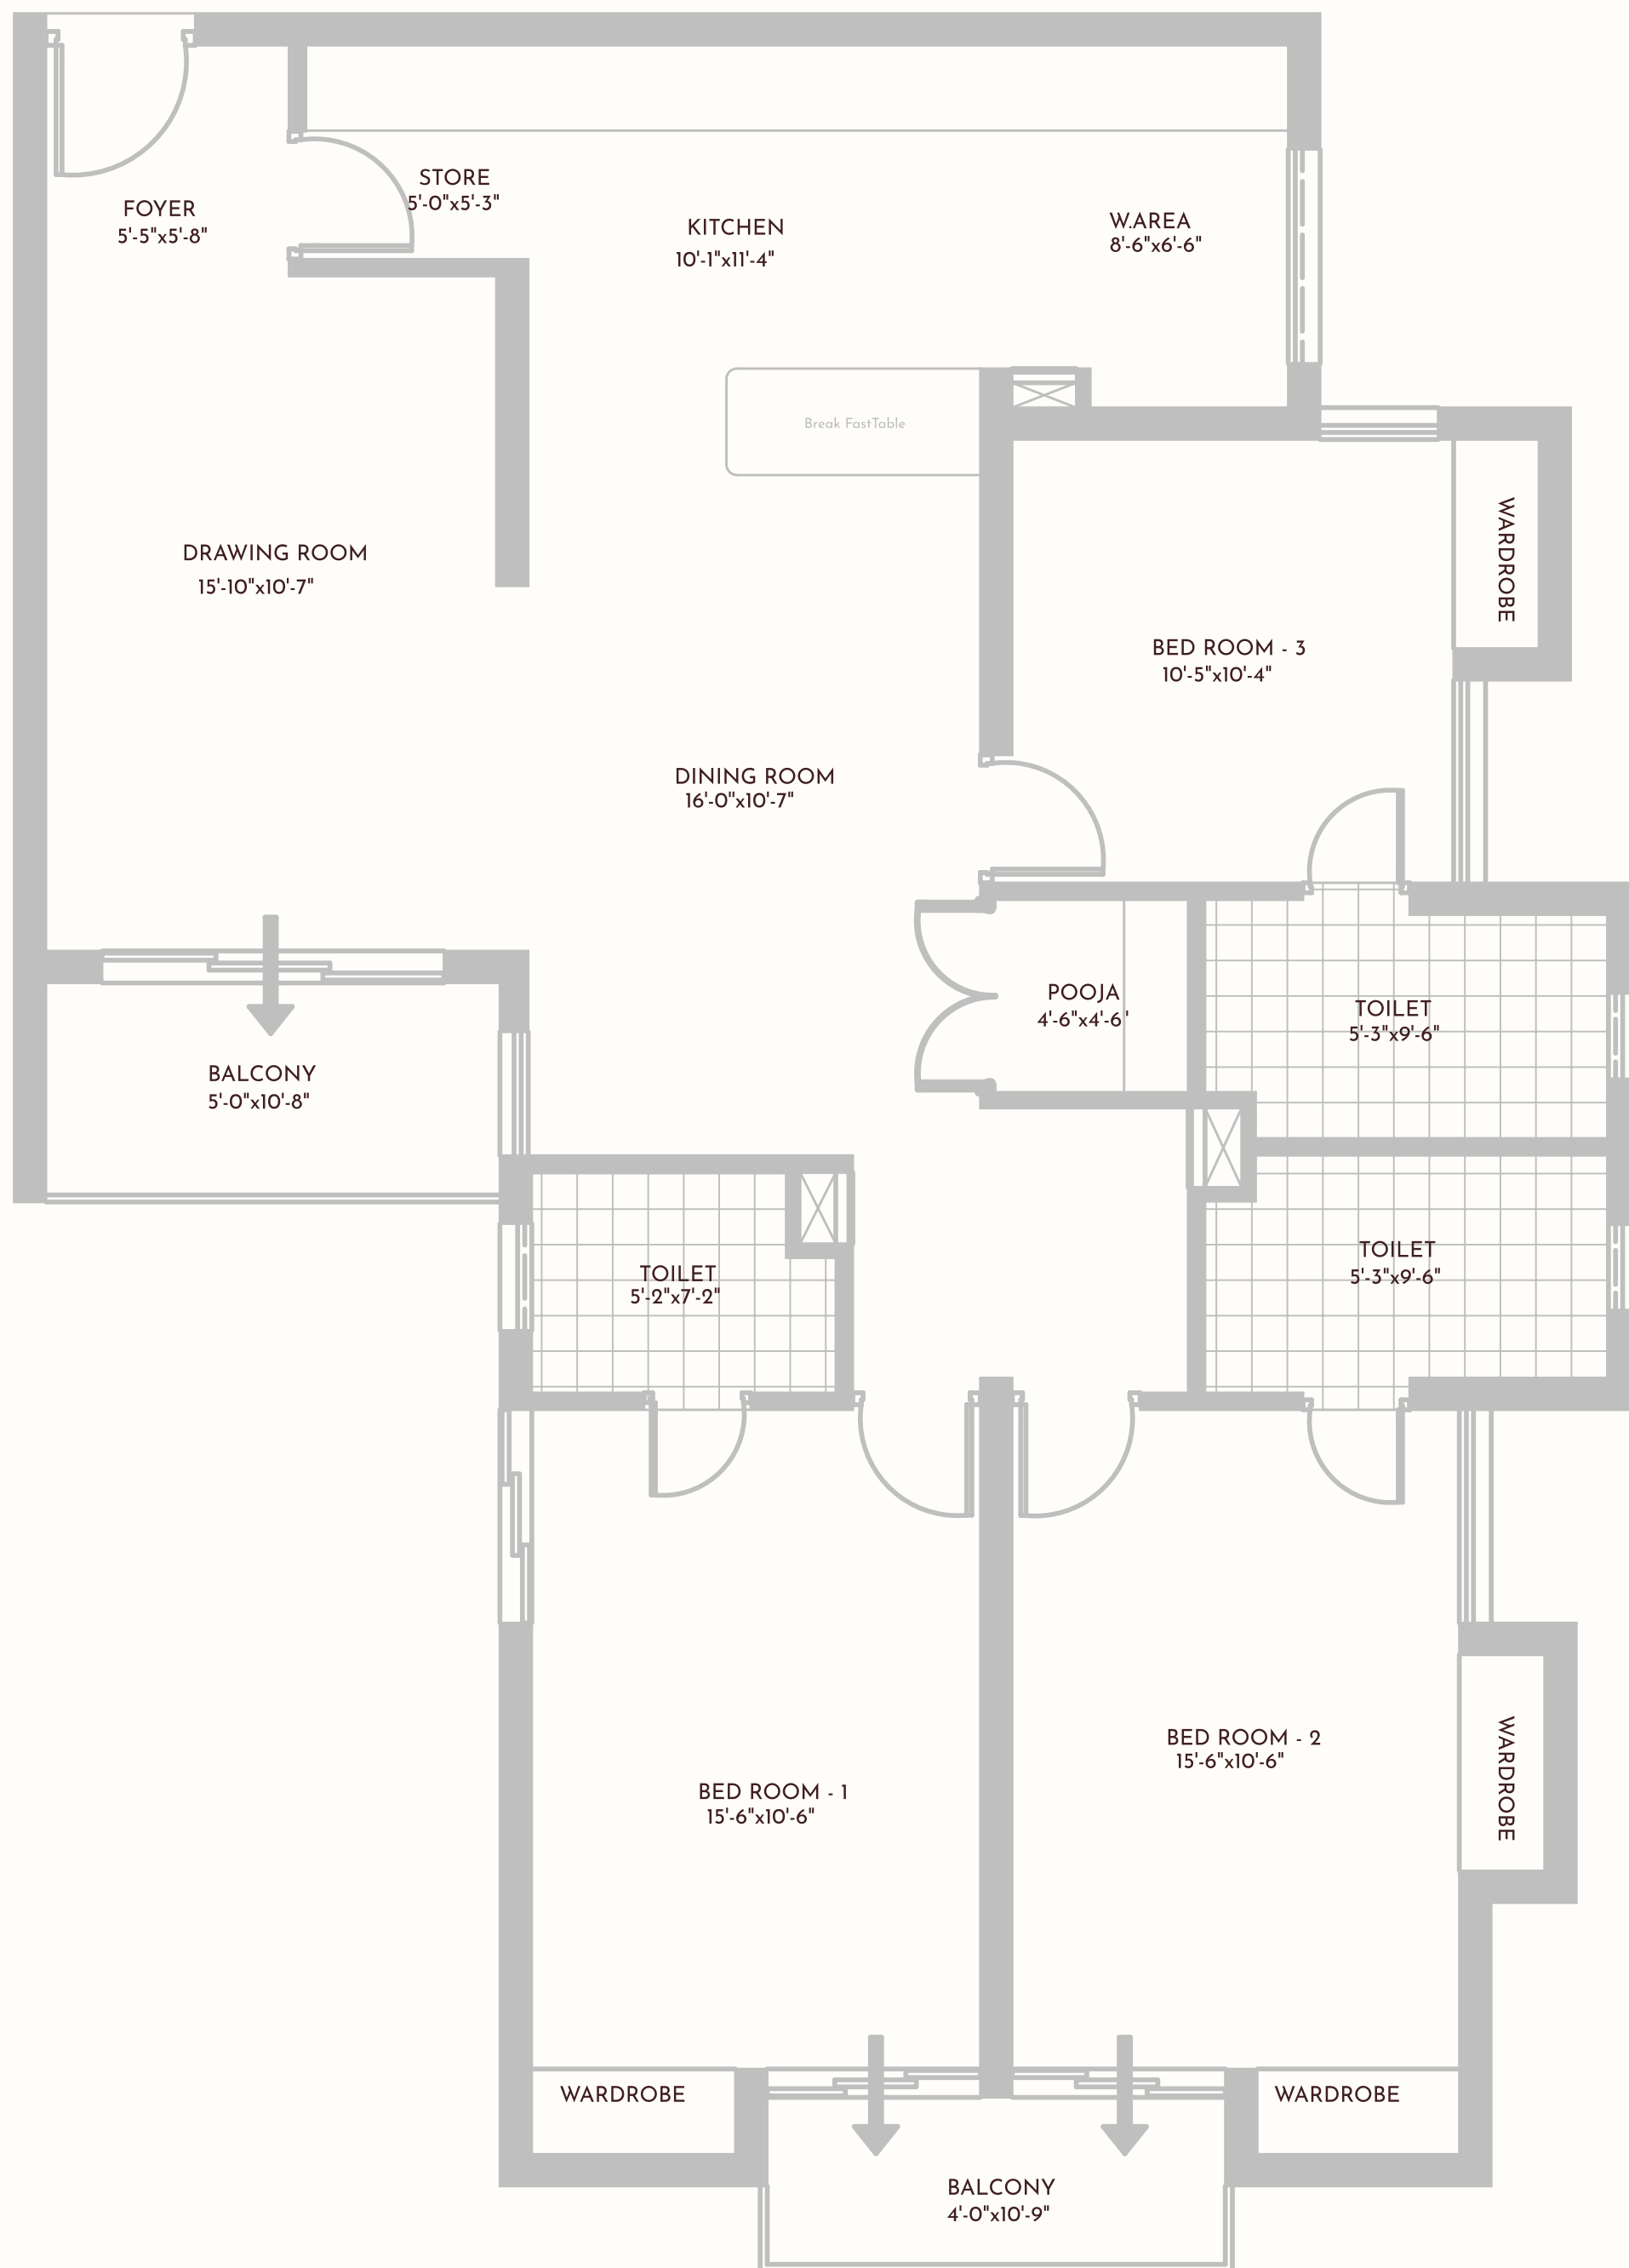 STORE
5'-0"x5'-3"
FOYER
5'-5"x5'-8"
KITCHEN
10'-1"x11'-4"
W.AREA
8'-6"x6'-6"
Break FastTable
DRAWING ROOM
15'-10"x10'-7"
WARDROBE
BED ROOM - 3
10'-5"x10'-4"
DINING ROOM
16'-0"x10'-7"
POOJA
4'-6"x4'-6'
TOILET
5'-3"x9'-6"
BALCONY
5'-0"x10'-8"
TOILET
5'-2"x7'-2"
TOILET
5'-3"x9'-6"
BED ROOM - 1
15'-6"x10'-6"
BED ROOM - 2
15'-6"x10'-6"
WARDROBE
WARDROBE
WARDROBE
BALCONY
4'-0"x10'-9"